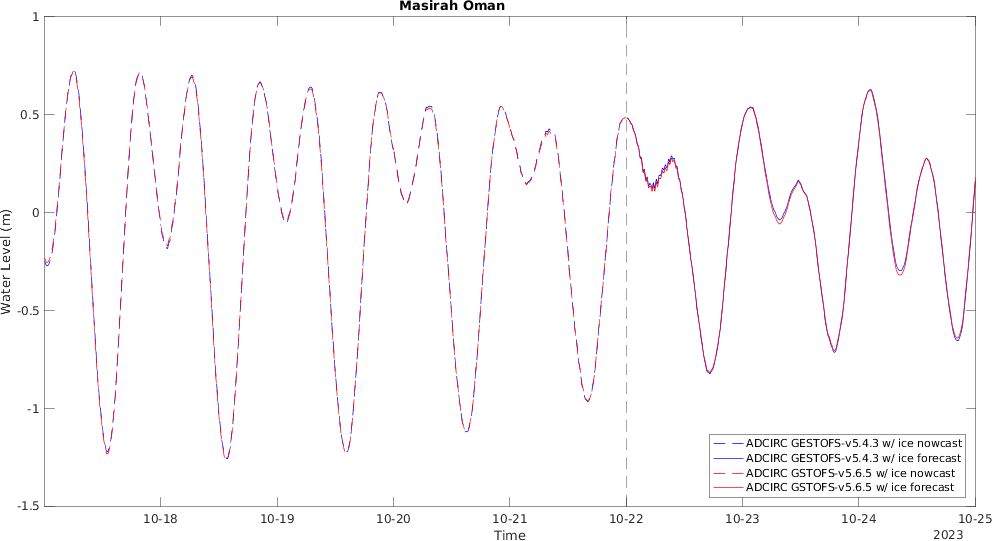 Masirah Oman
1
0.5
0
-0.5
-1
-1.5
Water Level (m)
ADCIRC GESTOFS-v5.4.3 w/ ice nowcast
ADCIRC GESTOFS-v5.4.3 w/ ice forecast
ADCIRC GSTOFS-v5.6.5 w/ ice nowcast
ADCIRC GSTOFS-v5.6.5 w/ ice forecast
10-18 10-19 10-20 10-21 10-22 10-23 10-24 10-25
Time
2023